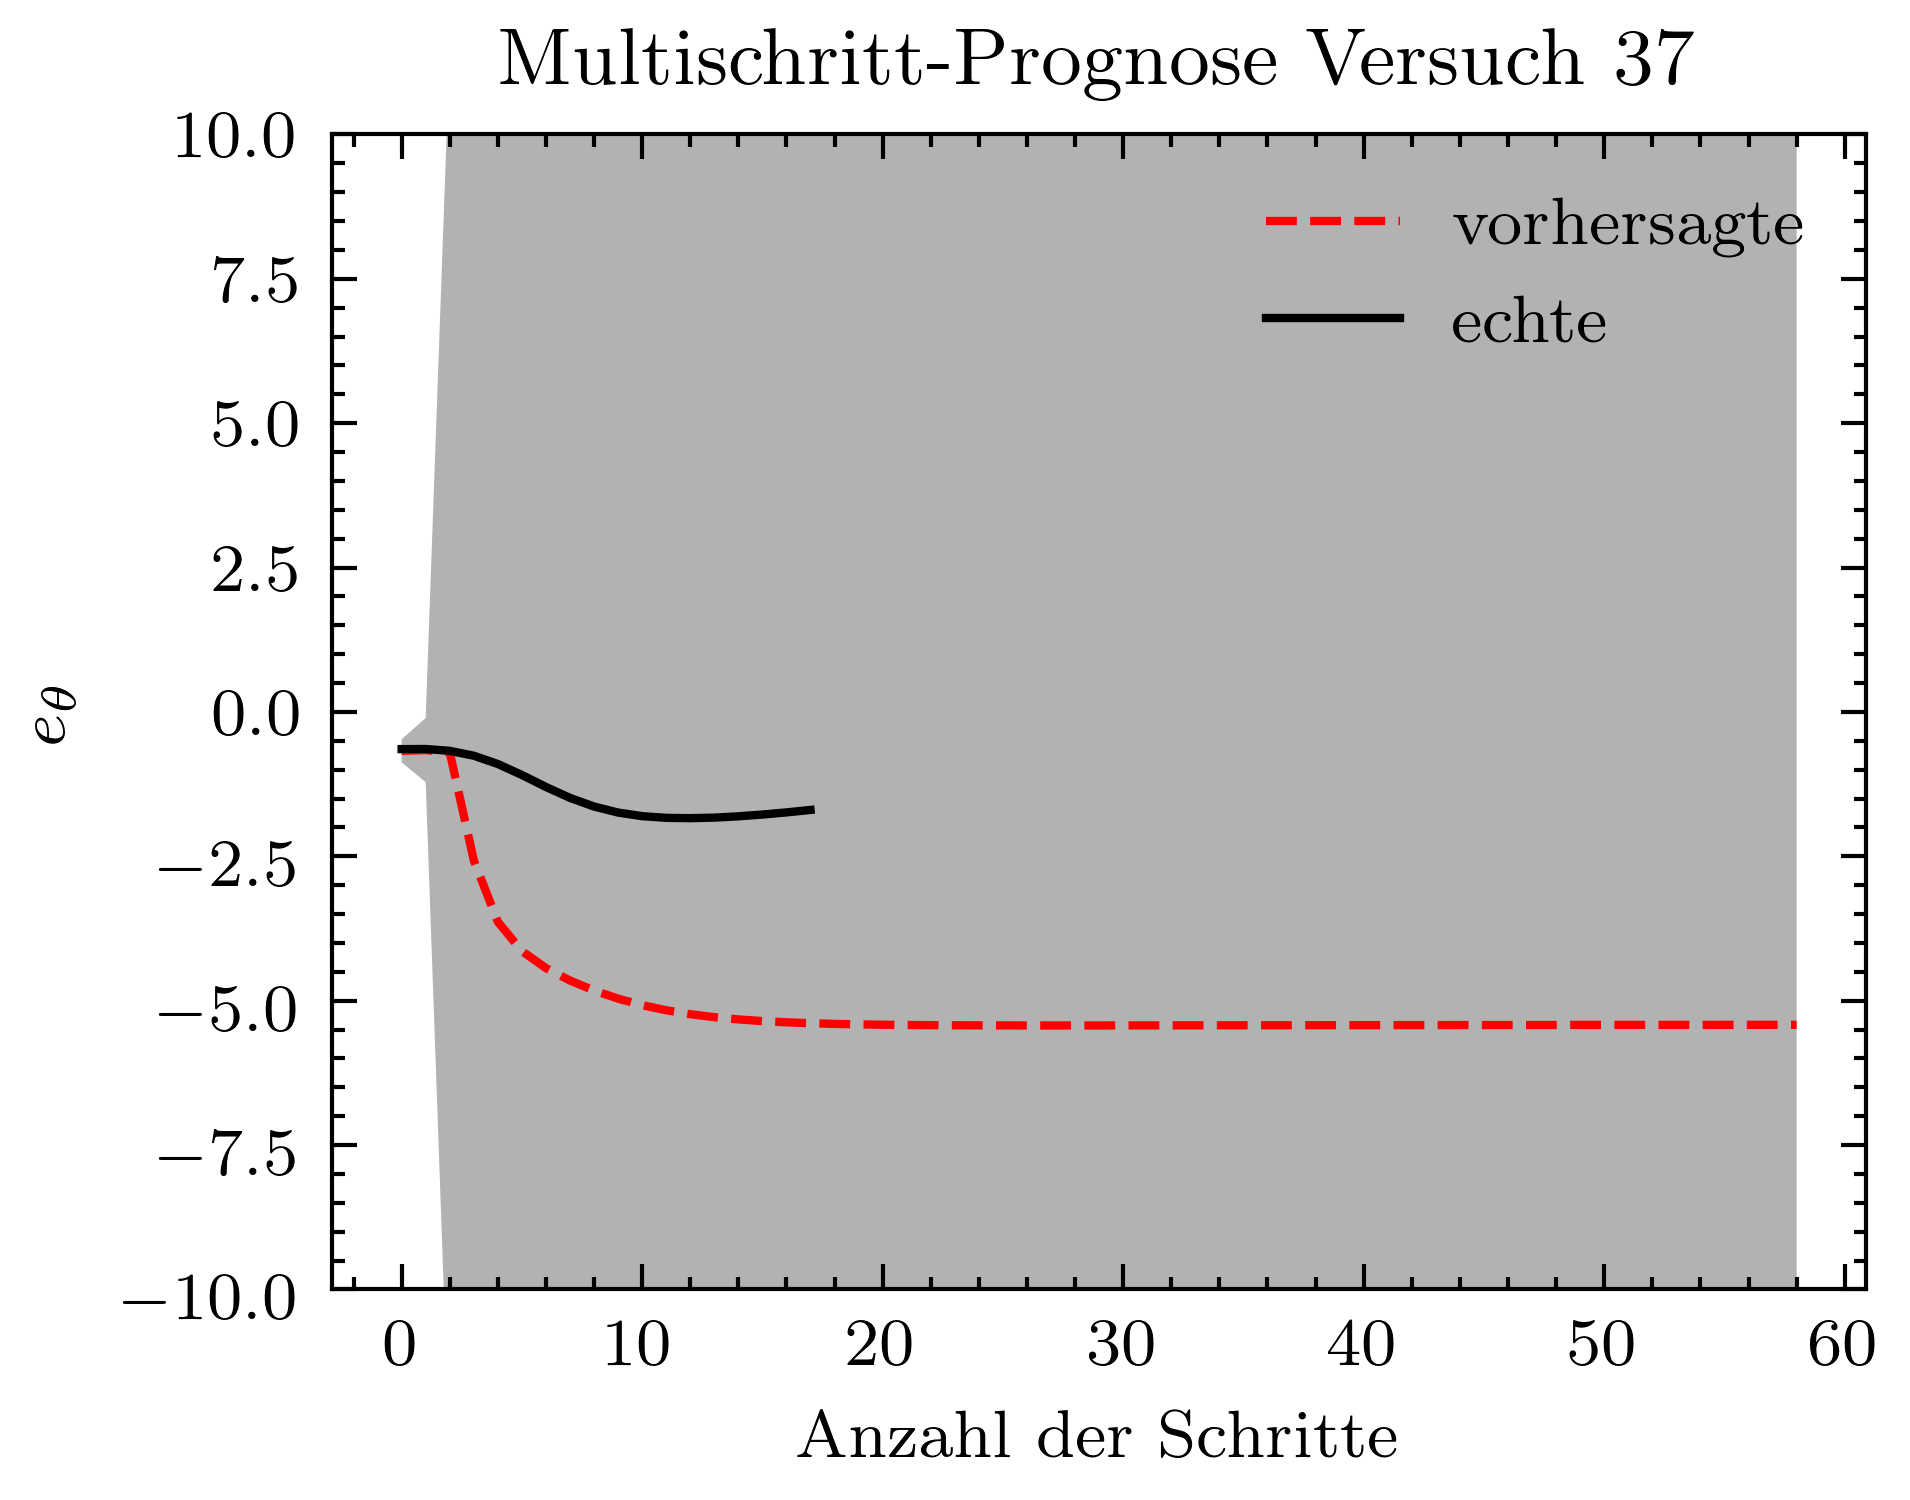 Multischritt-Prognose Versuch 37
10.0
7.5
5.0
2.5
0.0
−2.5
−5.0
−7.5
−10.0
e_θ
vorhersagte
echte
0 10 20 30 40 50 60
Anzahl der Schritte